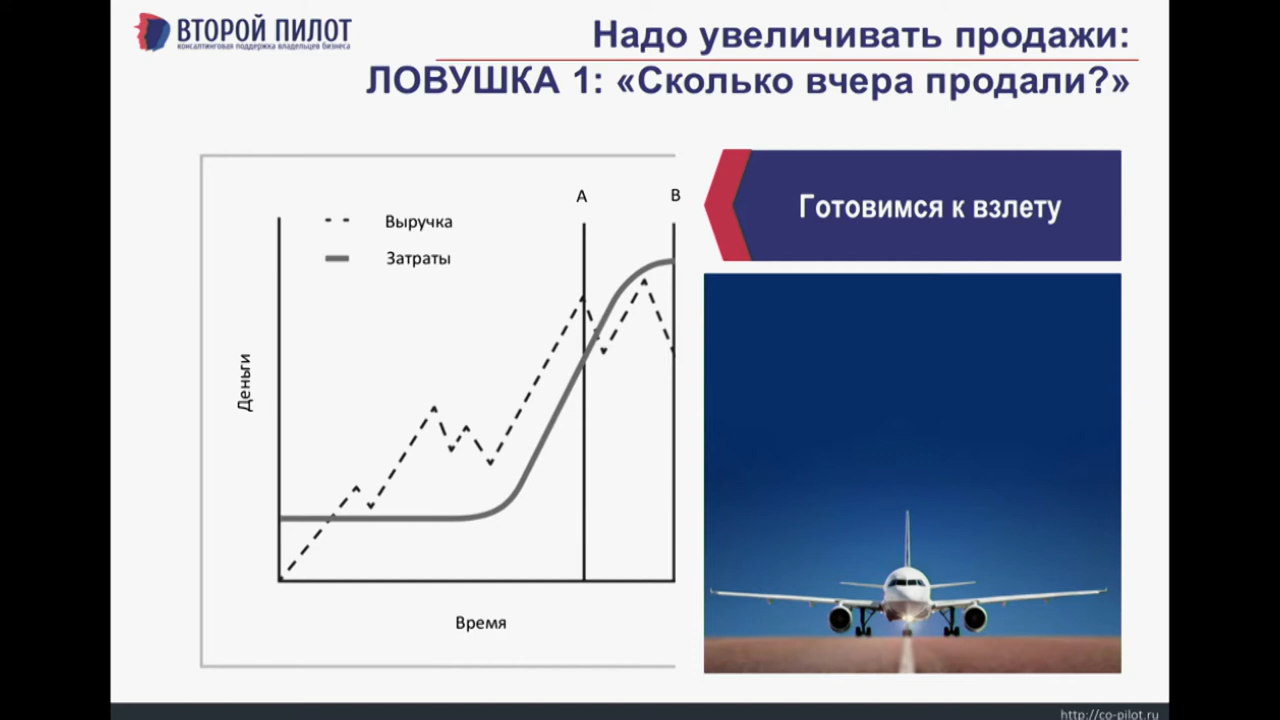 ВТОРОЙ ПИЛОТ
консалтинговая поддержка владельцев бизнеса
Надо увеличивать продажи:
ЛОВУШКА 1: «Сколько вчера продали?»
Готовимся к взлету
A
B
Выручка
Затраты
Деньги
Время
http://co-pilot.ru